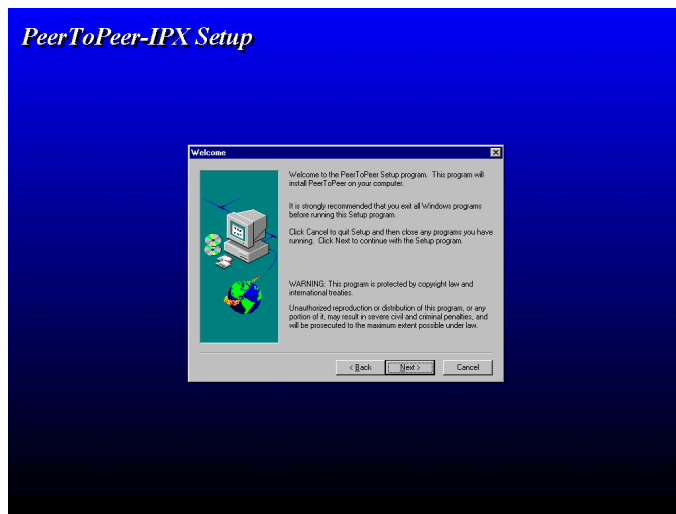 PeerToPeer-IPX Setup
Welcome
Welcome to the PeerToPeer Setup program. This program will
install PeerToPeer on your computer.
It is strongly recommended that you exit all Windows programs
before running this Setup program.
Click Cancel to quit Setup and then close any programs you have
running. Click Next to continue with the Setup program.
WARNING: This program is protected by copyright law and
international treaties.
Unauthorized reproduction or distribution of this program, or any
portion of it, may result in severe civil and criminal penalties, and
will be prosecuted to the maximum extent possible under law.
< Back Next > Cancel